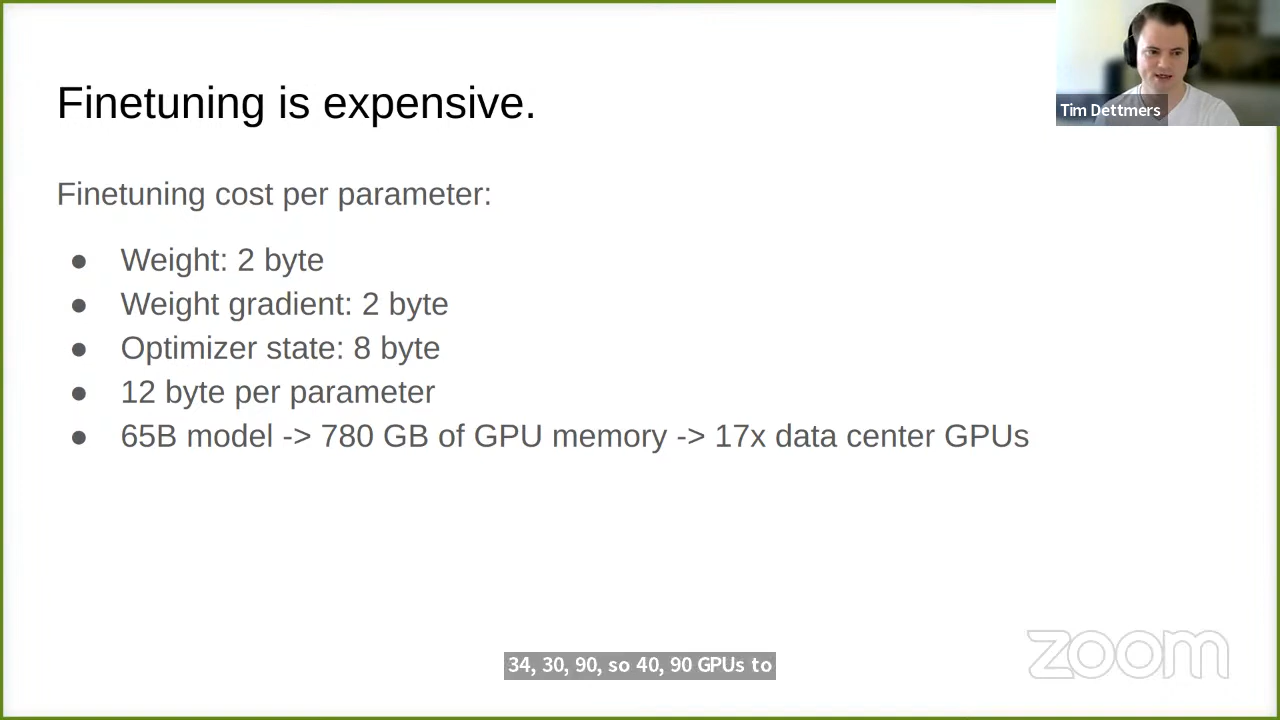 Finetuning is expensive.
Tim Dettmers
Finetuning cost per parameter:
● Weight: 2 byte
● Weight gradient: 2 byte
● Optimizer state: 8 byte
● 12 byte per parameter
● 65B model -> 780 GB of GPU memory -> 17x data center GPUs
34, 30, 90, so 40, 90 GPUs to
zoom